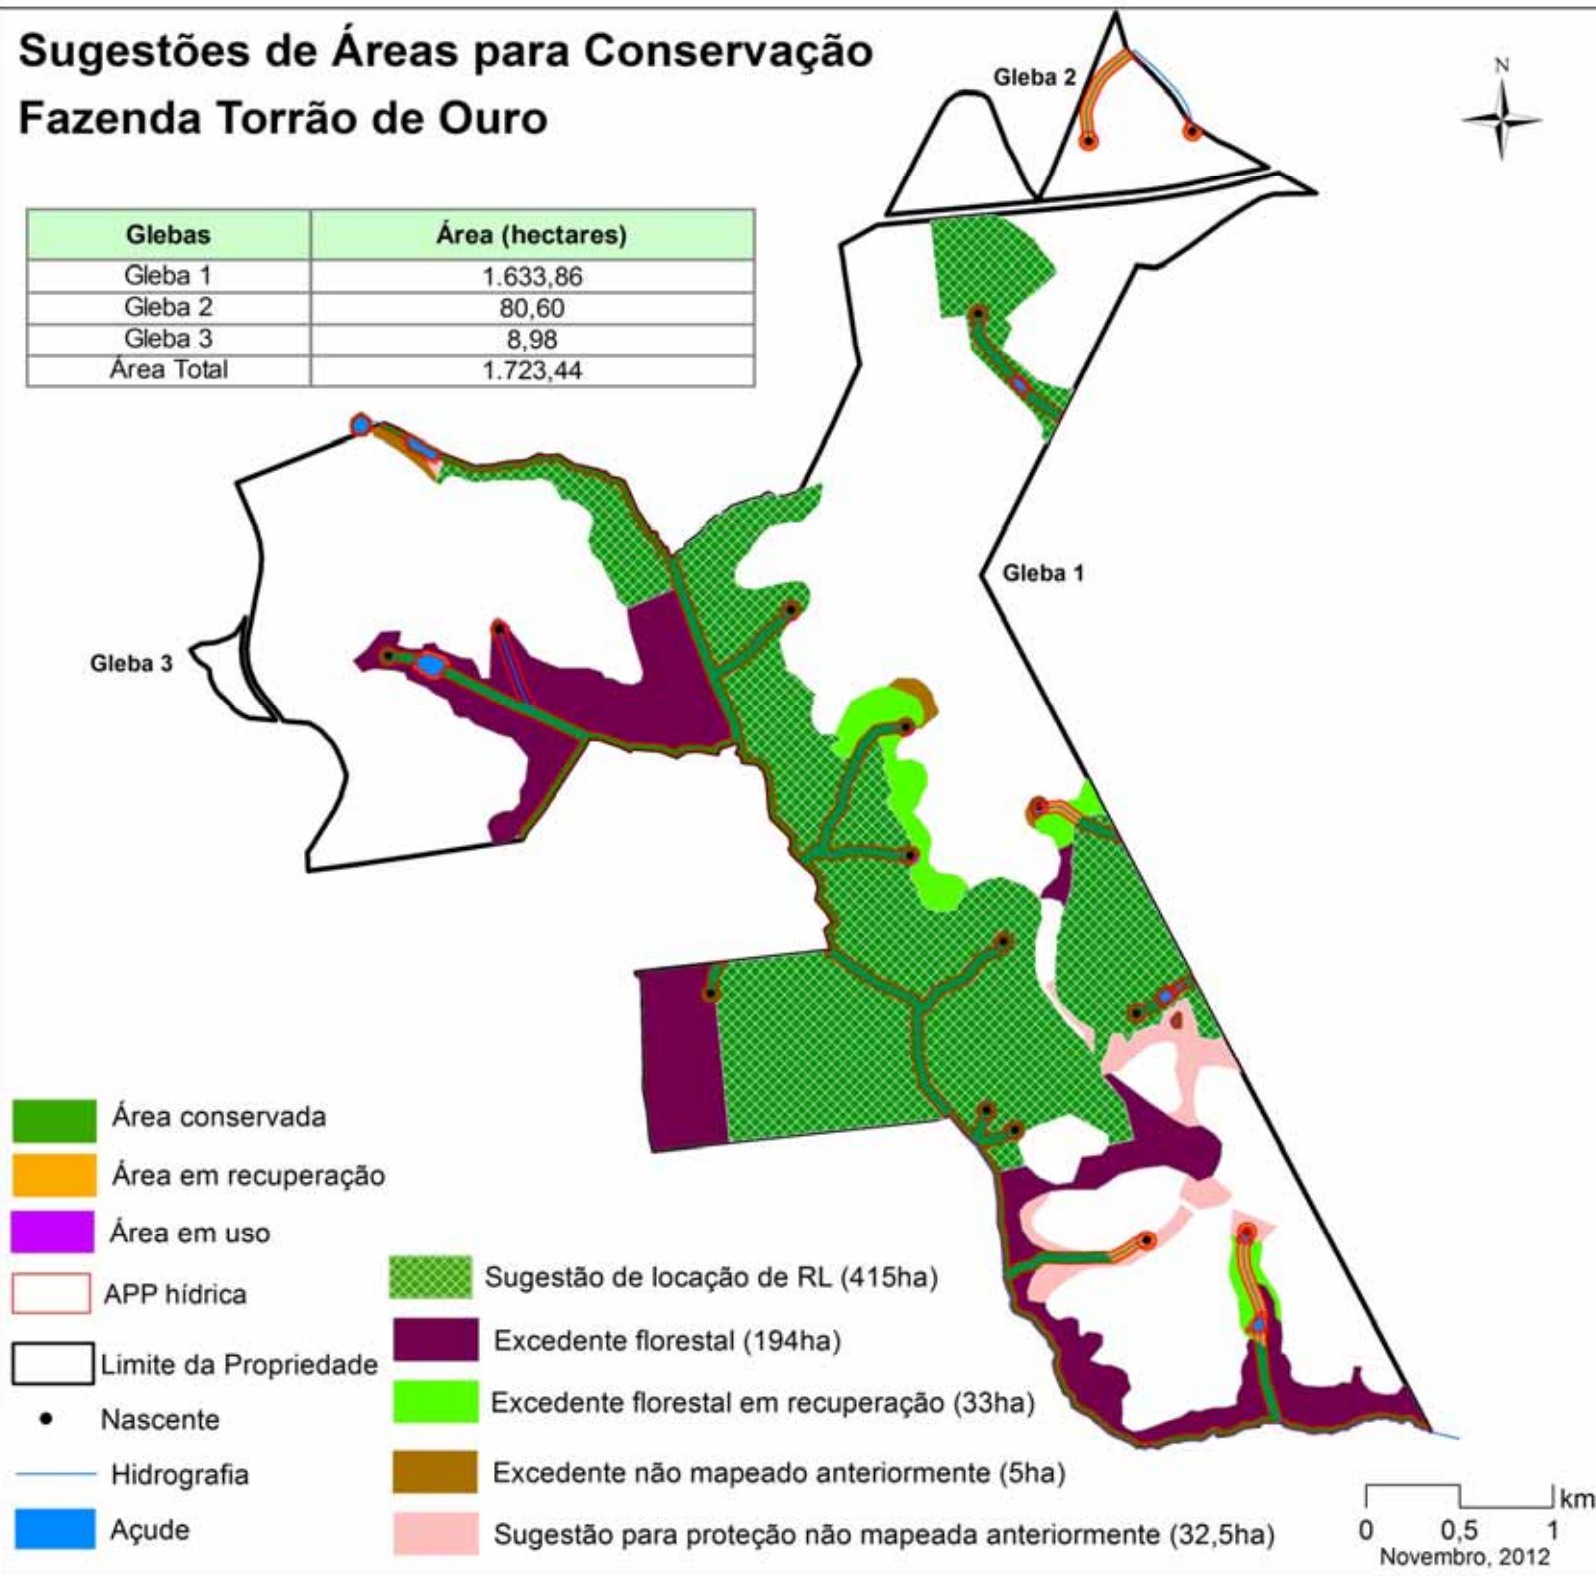 Sugestões de Áreas para Conservação
Fazenda Torrão de Ouro
Glebas Área (hectares)
Gleba 1 1.633,86
Gleba 2 80,60
Gleba 3 8,98
Área Total 1.723,44
Gleba 2
N
Gleba 1
Gleba 3
Área conservada
Área em recuperação
Área em uso
APP hídrica
Limite da Propriedade
Nascente
Hidrografia
Açude
Sugestão de locação de RL (415ha)
Excedente florestal (194ha)
Excedente florestal em recuperação (33ha)
Excedente não mapeado anteriormente (5ha)
Sugestão para proteção não mapeada anteriormente (32,5ha)
km
0 0,5 1
Novembro, 2012